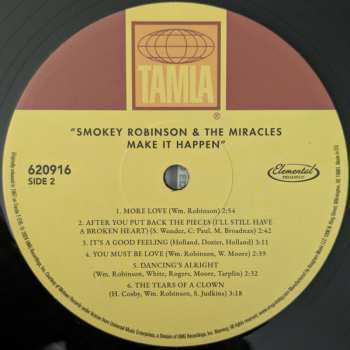 TAMLA
®
"SMOKEY ROBINSON & THE MIRACLES
MAKE IT HAPPEN"
620916
SIDE 2
Elemental
1. MORE LOVE (Wm. Robinson) 2:54
2. AFTER YOU PUT BACK THE PIECES (I'LL STILL HAVE
A BROKEN HEART) (S. Wonder, C. Paul, M. Broadnax) 2:42
3. IT'S A GOOD FEELING (Holland, Dozier, Holland) 3:11
4. YOU MUST BE LOVE (W. Robinson, W. Moore) 2:39
5. DANCING'S ALRIGHT
(Wm. Robinson, White, Rogers, Moore, Tarplin) 2:32
6. THE TEARS OF A CLOWN
(H. Cosby, Wm. Robinson, S. Judkins) 3:18